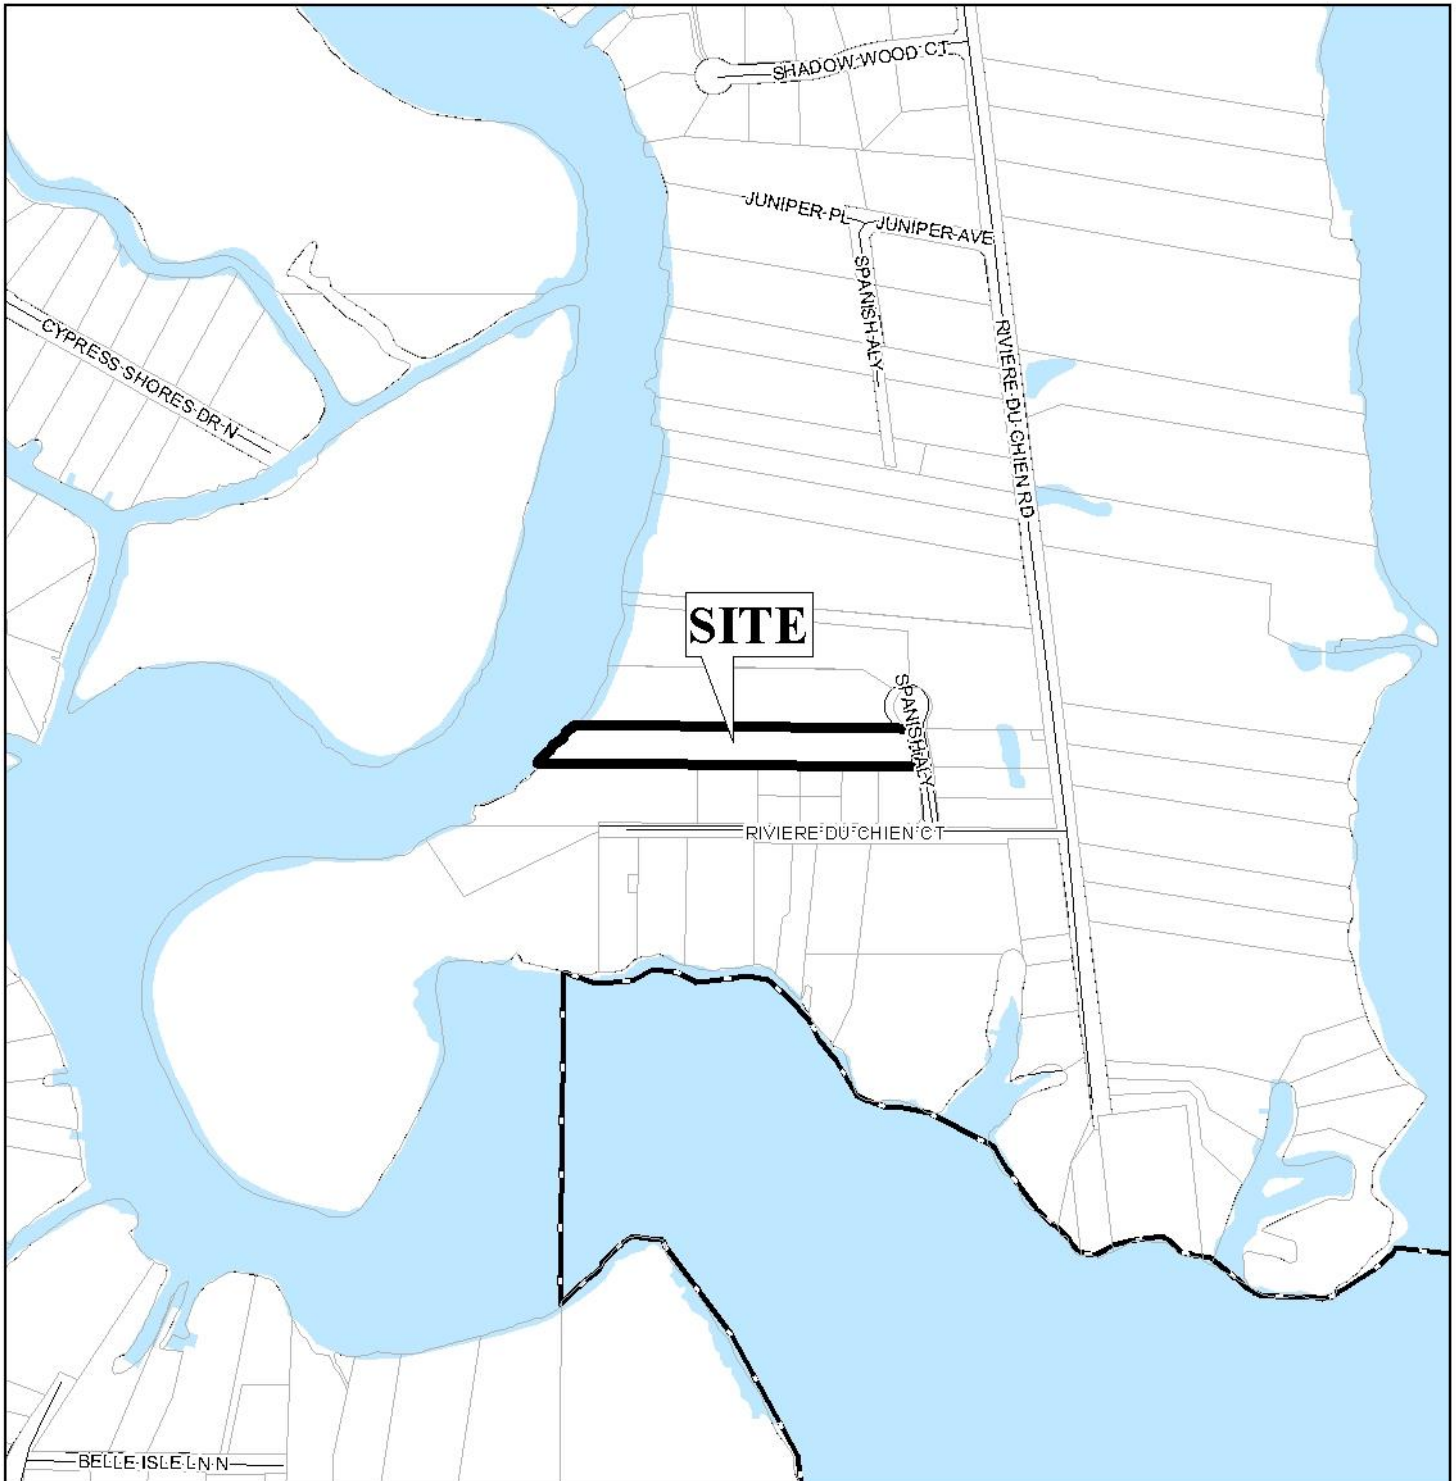 SHADOW WOOD CT
JUNIPER PL
JUNIPER AVE
SPANISH ALY
CYPRESS SHORES DR N
RIVIERE DU CHIEN RD
SITE
SPANISH ALY
RIVIERE DU CHIEN CT
BELLE ISLE LN N